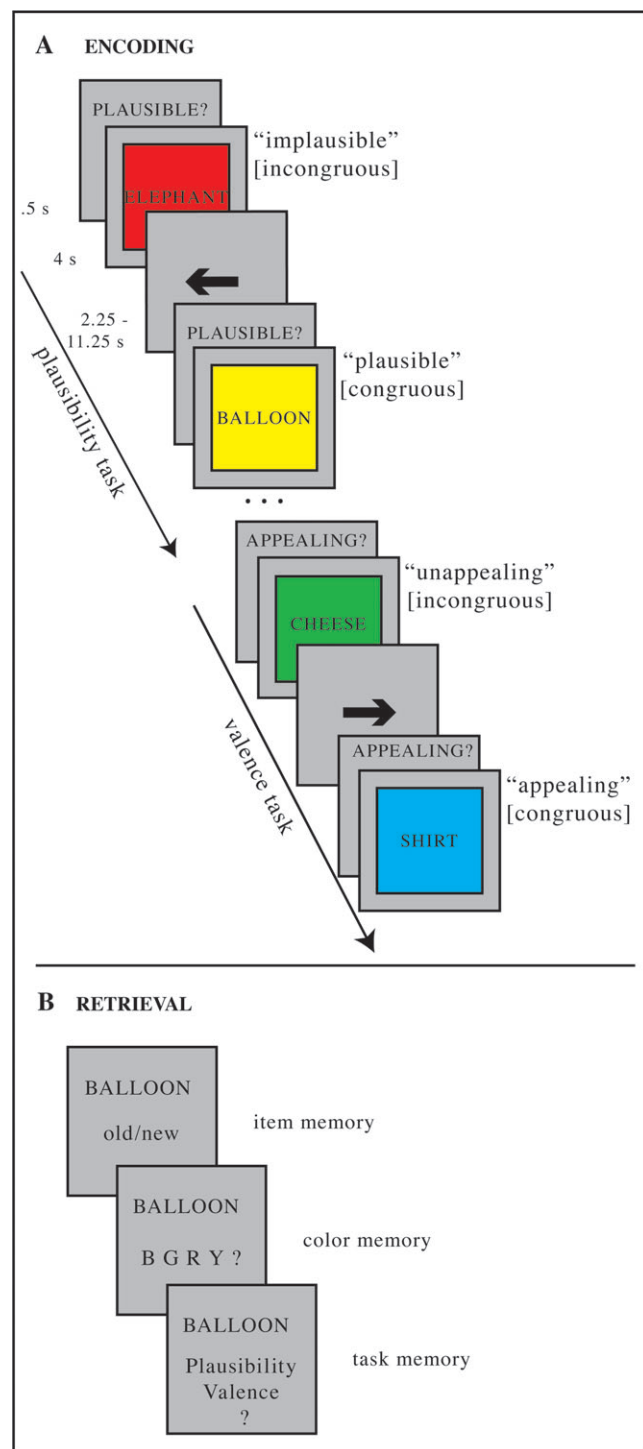 A ENCODING
PLAUSIBLE?
“implausible”
[incongruous]
ELEPHANT
.5 s
4 s
2.25 -
11.25 s
PLAUSIBLE?
“plausible”
[congruous]
BALLOON
plausibility task
. . .
APPEALING?
“unappealing”
[incongruous]
CHEESE
valence task
APPEALING?
“appealing”
[congruous]
SHIRT
B RETRIEVAL
BALLOON
old/new
item memory
BALLOON
B G R Y ?
color memory
BALLOON
Plausibility
Valence
?
task memory